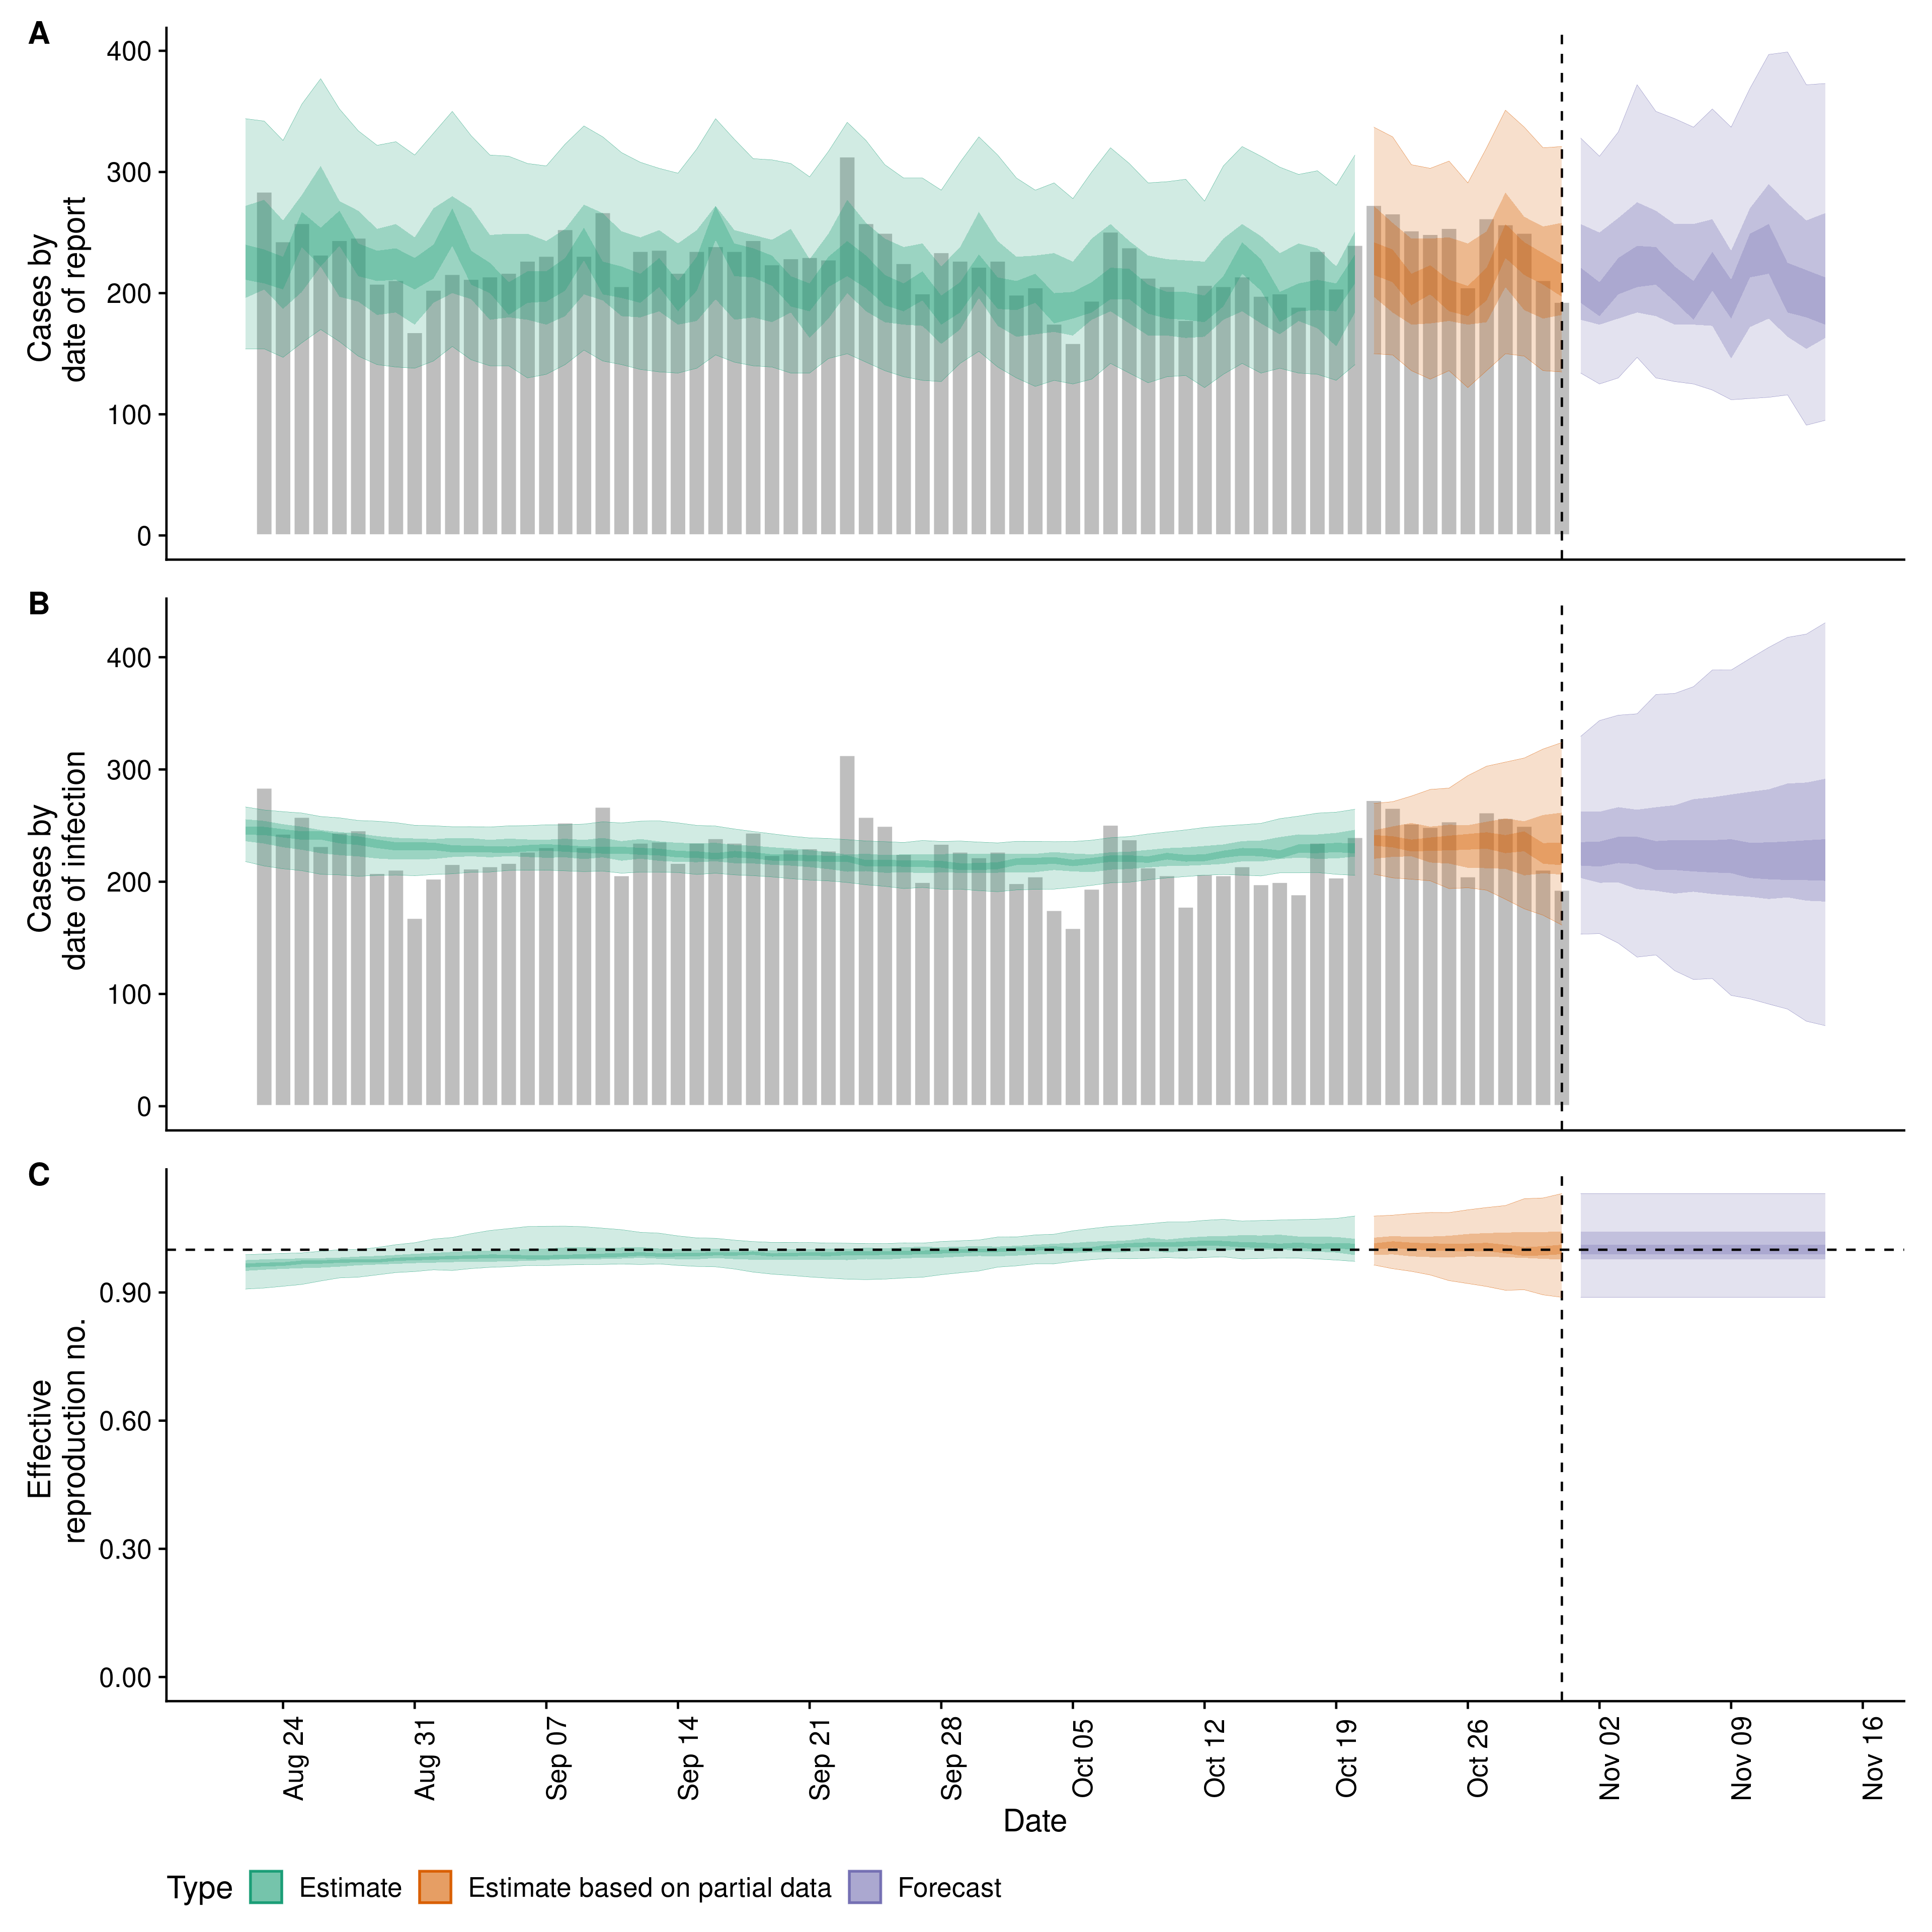 A
400
300
200
100
0
Cases by
date of report
B
400
300
200
100
0
Cases by
date of infection
C
0.90
0.60
0.30
0.00
Effective
reproduction no.
Aug 24
Aug 31
Sep 07
Sep 14
Sep 21
Sep 28
Oct 05
Oct 12
Oct 19
Oct 26
Nov 02
Nov 09
Nov 16
Date
Type Estimate Estimate based on partial data Forecast